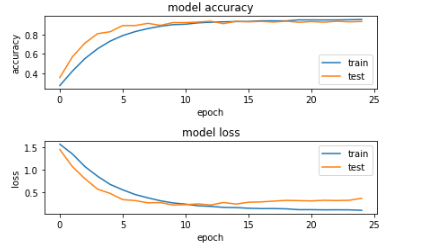 model accuracy
0.8
0.6
0.4
accuracy
train
test
0 5 10 15 20 25
epoch
model loss
1.5
1.0
0.5
loss
train
test
0 5 10 15 20 25
epoch